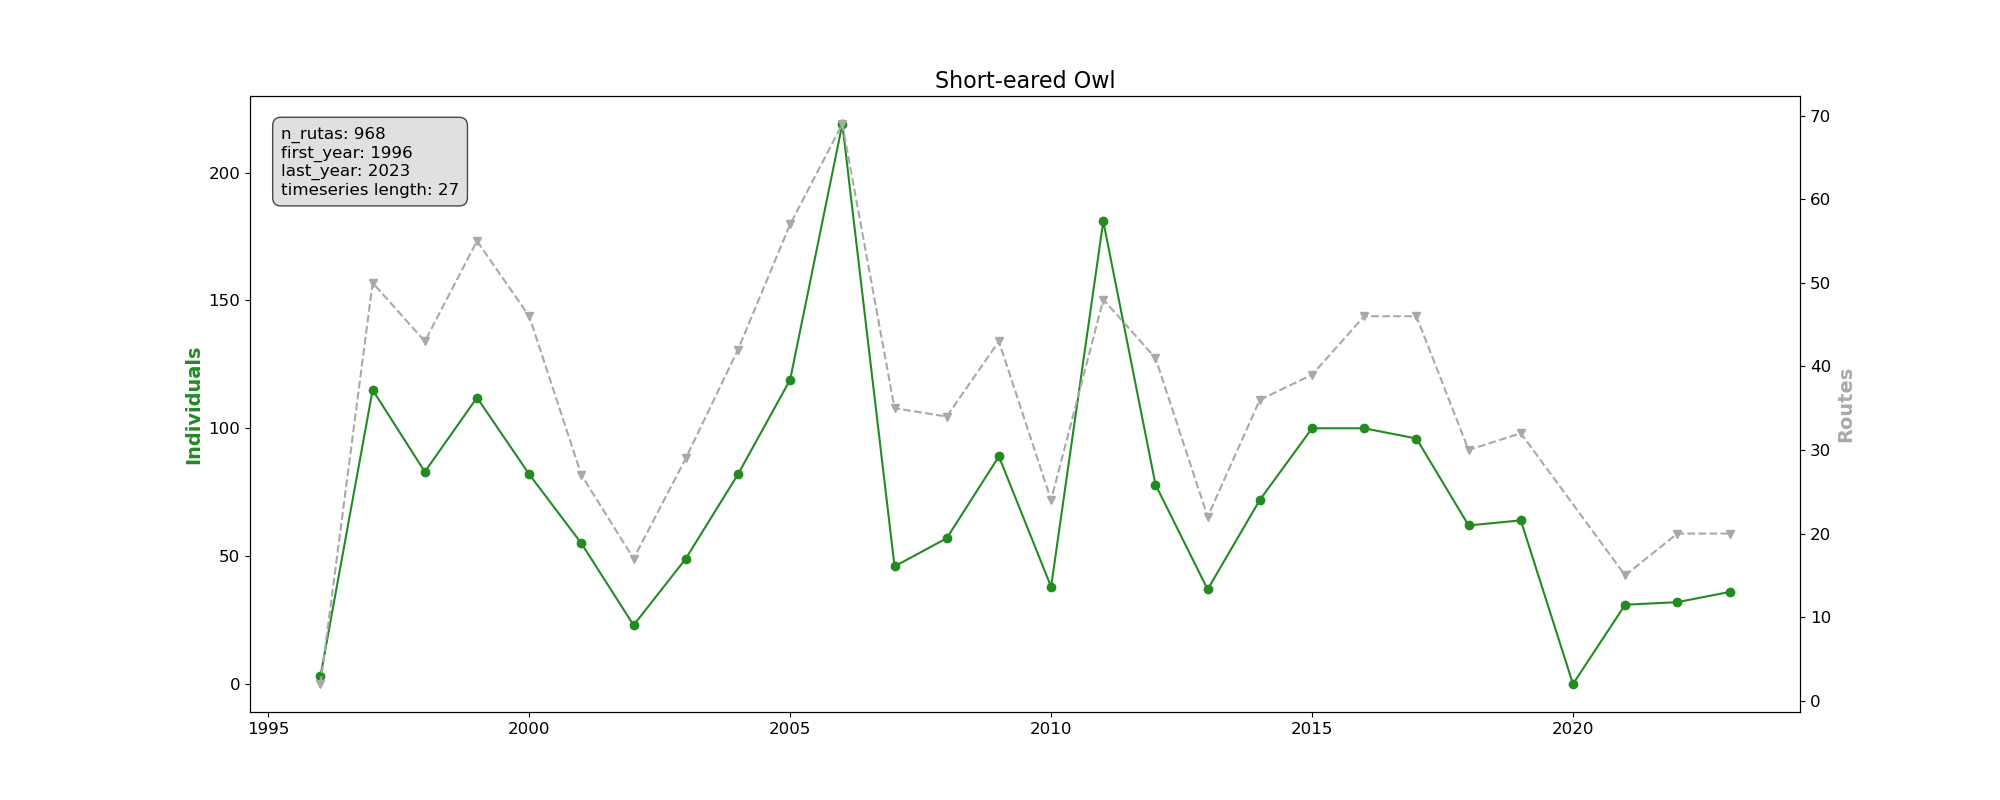 Short-eared Owl
n_rutas: 968
first_year: 1996
last_year: 2023
timeseries length: 27
Individuals
200
150
100
50
0
70
60
50
40
30
20
10
0
Routes
1995 2000 2005 2010 2015 2020